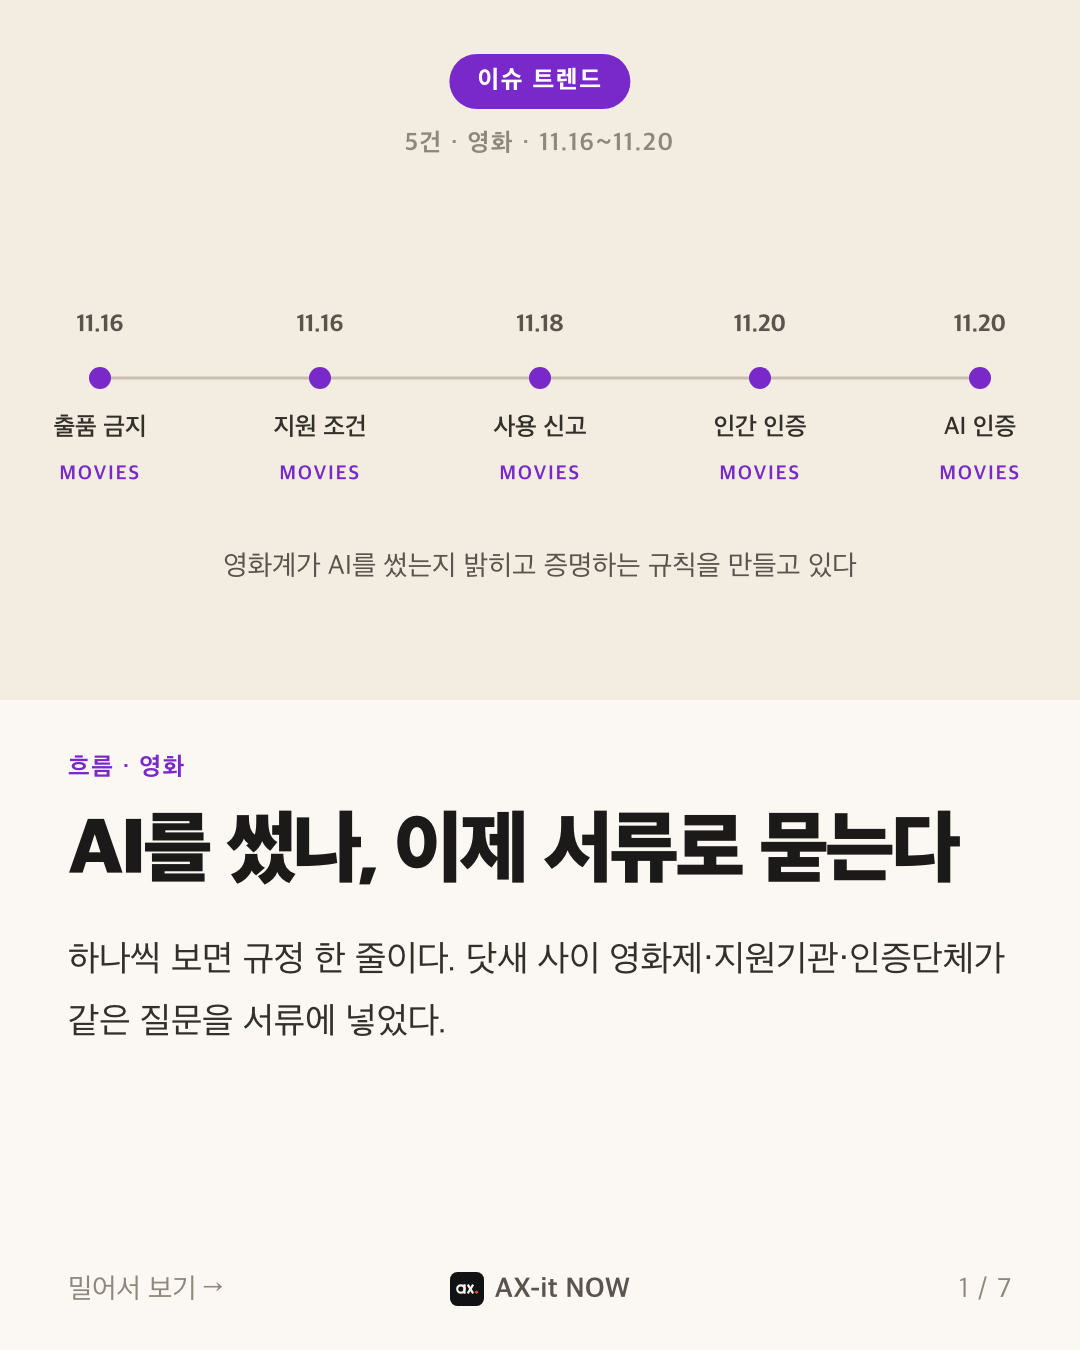 이슈 트렌드
5건 · 영화 · 11.16~11.20
11.16 11.16 11.18 11.20 11.20
출품 금지 지원 조건 사용 신고 인간 인증 AI 인증
MOVIES MOVIES MOVIES MOVIES MOVIES
영화계가 AI를 썼는지 밝히고 증명하는 규칙을 만들고 있다
흐름 · 영화
AI를 썼나, 이제 서류로 묻는다
하나씩 보면 규정 한 줄이다. 닷새 사이 영화제·지원기관·인증단체가
같은 질문을 서류에 넣었다.
밀어서 보기 → ax. AX-it NOW 1 / 7